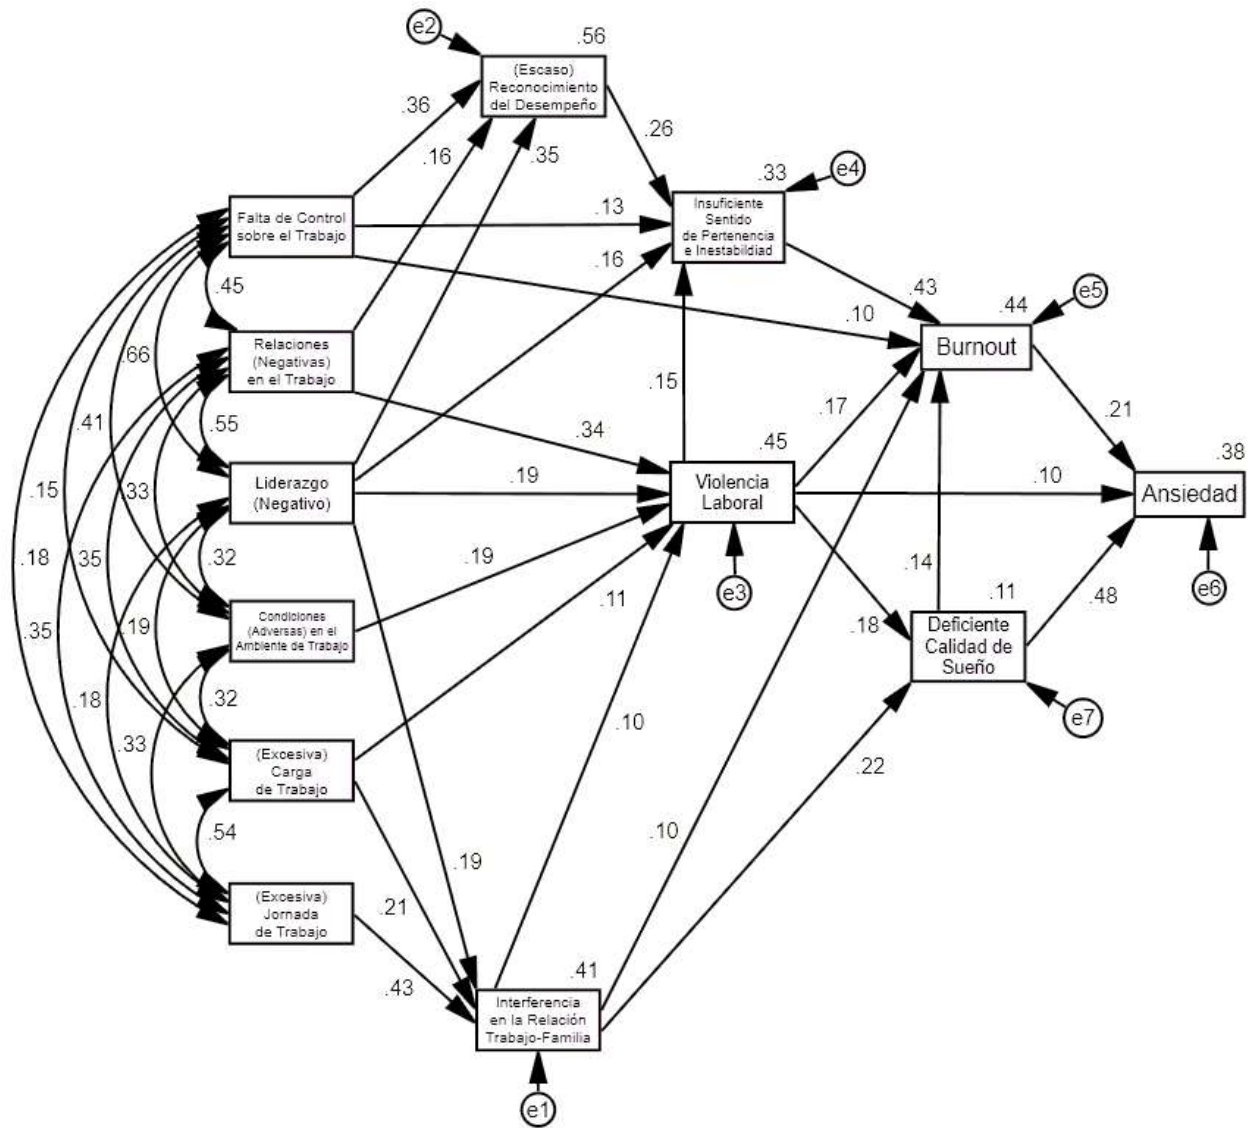 e2
.56
(Escaso)
Reconocimiento
del Desempeño
.36
.26
.16
.35
.33
e4
Insuficiente
Sentido
de Pertenencia
e Inestabildiad
Falta de Control
sobre el Trabajo
.13
.16
.45
.43
.44
e5
.10
Burnout
Relaciones
(Negativas)
en el Trabajo
.66
.15
.17
.21
.41
.55
.34
.45
.38
Liderazgo
(Negativo)
.19
Violencia
Laboral
.10
Ansiedad
.15
.33
.18
.35
.32
.19
.11
e3
.14
.11
.48
e6
Condiciones
(Adversas) en el
Ambiente de Trabajo
.18
Deficiente
Calidad de
Sueño
.35
.19
.18
.32
.33
.10
e7
(Excesiva)
Carga
de Trabajo
.22
.54
.10
.19
(Excesiva)
Jornada
de Trabajo
.21
.43
.41
Interferencia
en la Relación
Trabajo-Familia
e1